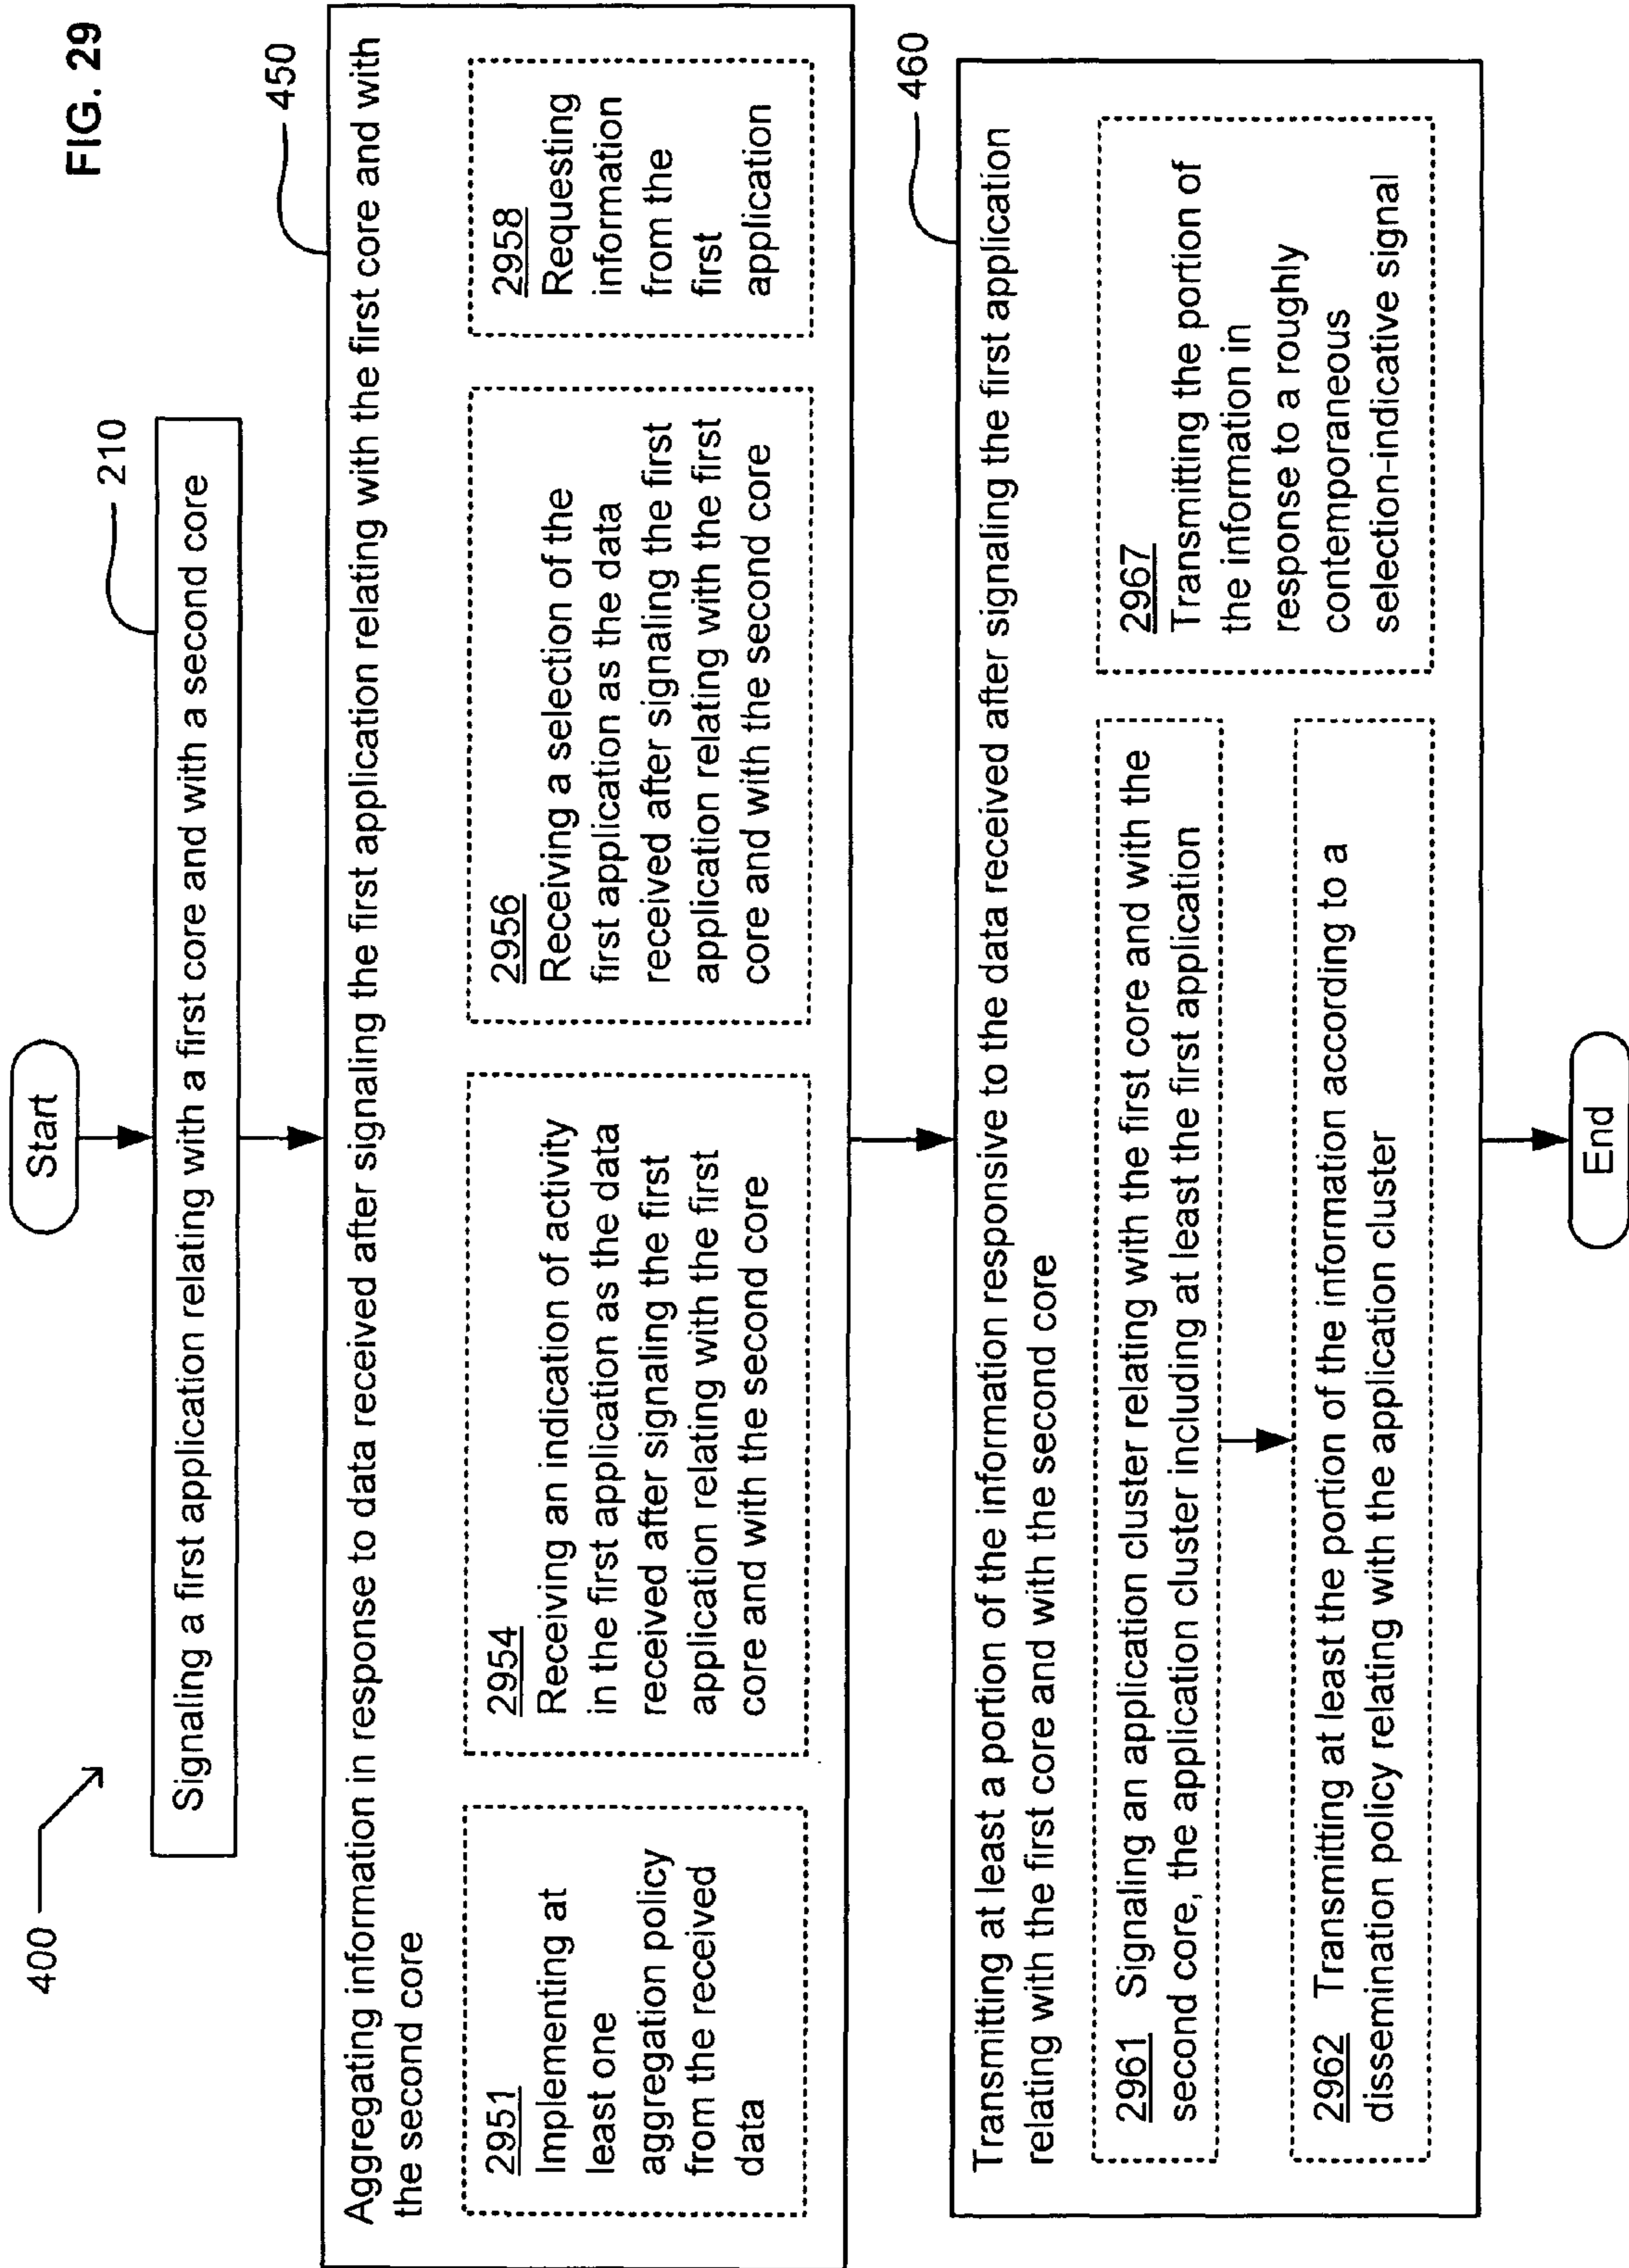 FIG. 29
400
Start
210
Signaling a first application relating with a first core and with a second core
450
Aggregating information in response to data received after signaling the first application relating with the first core and with
the second core
2951
Implementing at
least one
aggregation policy
from the received
data
2954
Receiving an indication of activity
in the first application as the data
received after signaling the first
application relating with the first
core and with the second core
2956
Receiving a selection of the
first application as the data
received after signaling the first
application relating with the first
core and with the second core
2958
Requesting
information
from the
first
application
460
Transmitting at least a portion of the information responsive to the data received after signaling the first application
relating with the first core and with the second core
2961 Signaling an application cluster relating with the first core and with the
second core, the application cluster including at least the first application
2962 Transmitting at least the portion of the information according to a
dissemination policy relating with the application cluster
2967
Transmitting the portion of
the information in
response to a roughly
contemporaneous
selection-indicative signal
End